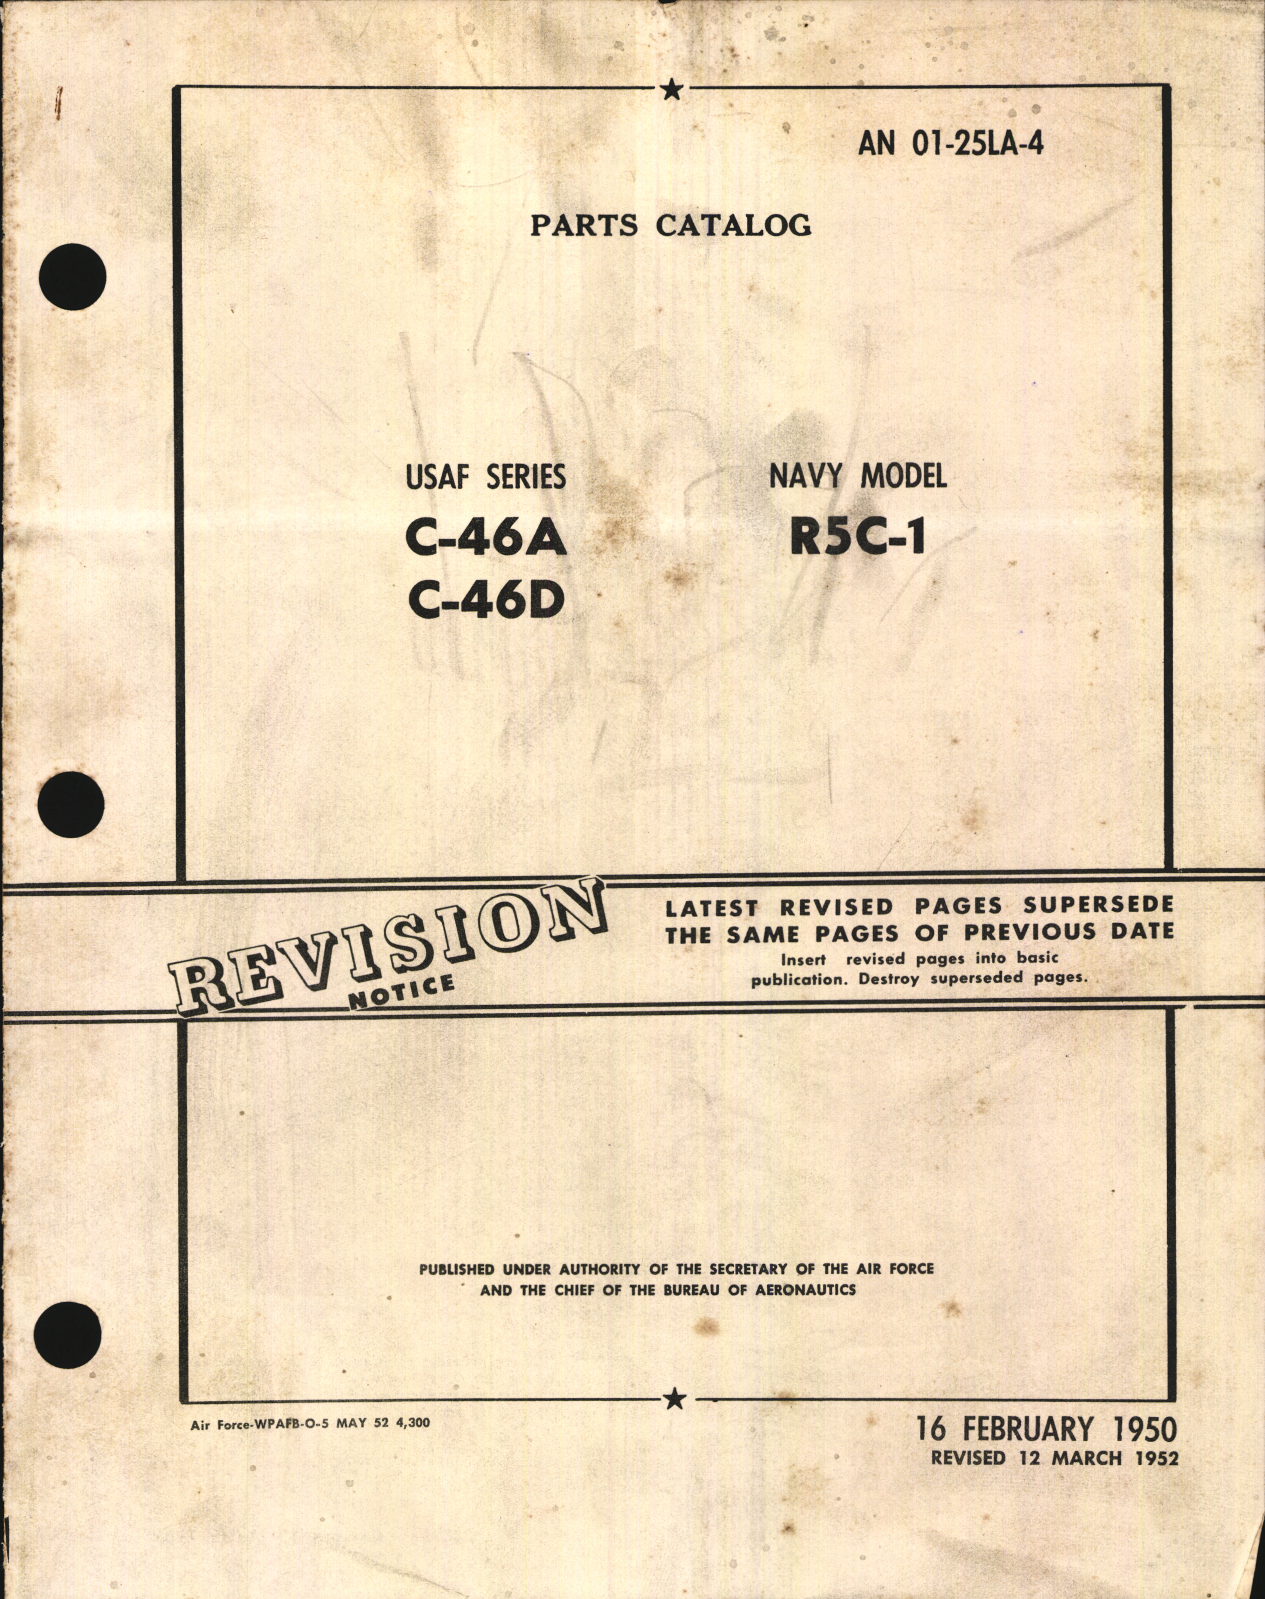 AN 01-25LA-4
PARTS CATALOG
USAF SERIES
C-46A
C-46D
NAVY MODEL
R5C-1
REVISION
NOTICE
LATEST REVISED PAGES SUPERSEDE
THE SAME PAGES OF PREVIOUS DATE
Insert revised pages into basic
publication. Destroy superseded pages.
PUBLISHED UNDER AUTHORITY OF THE SECRETARY OF THE AIR FORCE
AND THE CHIEF OF THE BUREAU OF AERONAUTICS
Air Force-WPAFB-O-5 MAY 52 4,300
16 FEBRUARY 1950
REVISED 12 MARCH 1952